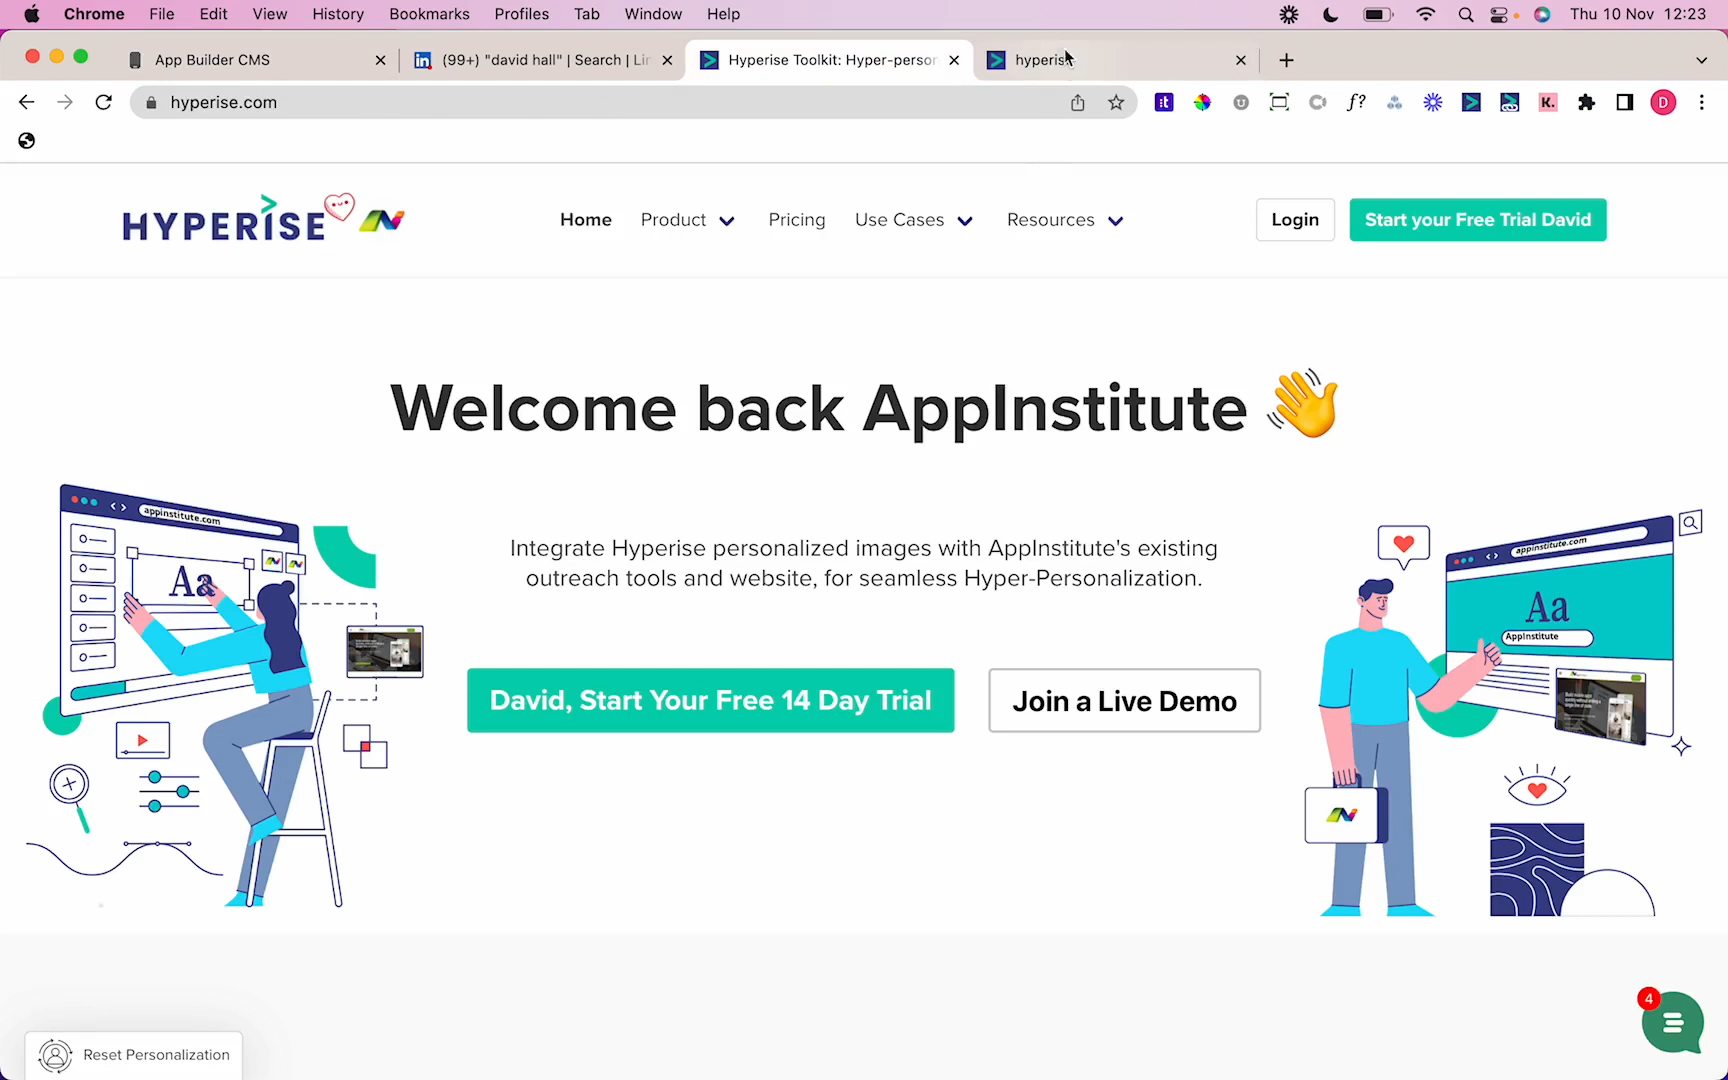 Chrome File Edit View History Bookmarks Profiles Tab Window Help Thu 10 Nov 12:23
App Builder CMS (99+) "david hall" | Search | Li Hyperise Toolkit: Hyper-person hyperis
hyperise.com :t f? K. D
HYPERISE Home Product Pricing Use Cases Resources Login Start your Free Trial David
Welcome back AppInstitute
appinstitute.com
Aa
Integrate Hyperise personalized images with AppInstitute's existing
outreach tools and website, for seamless Hyper-Personalization.
appinstitute.com
Aa
AppInstitute
David, Start Your Free 14 Day Trial Join a Live Demo
4
Reset Personalization